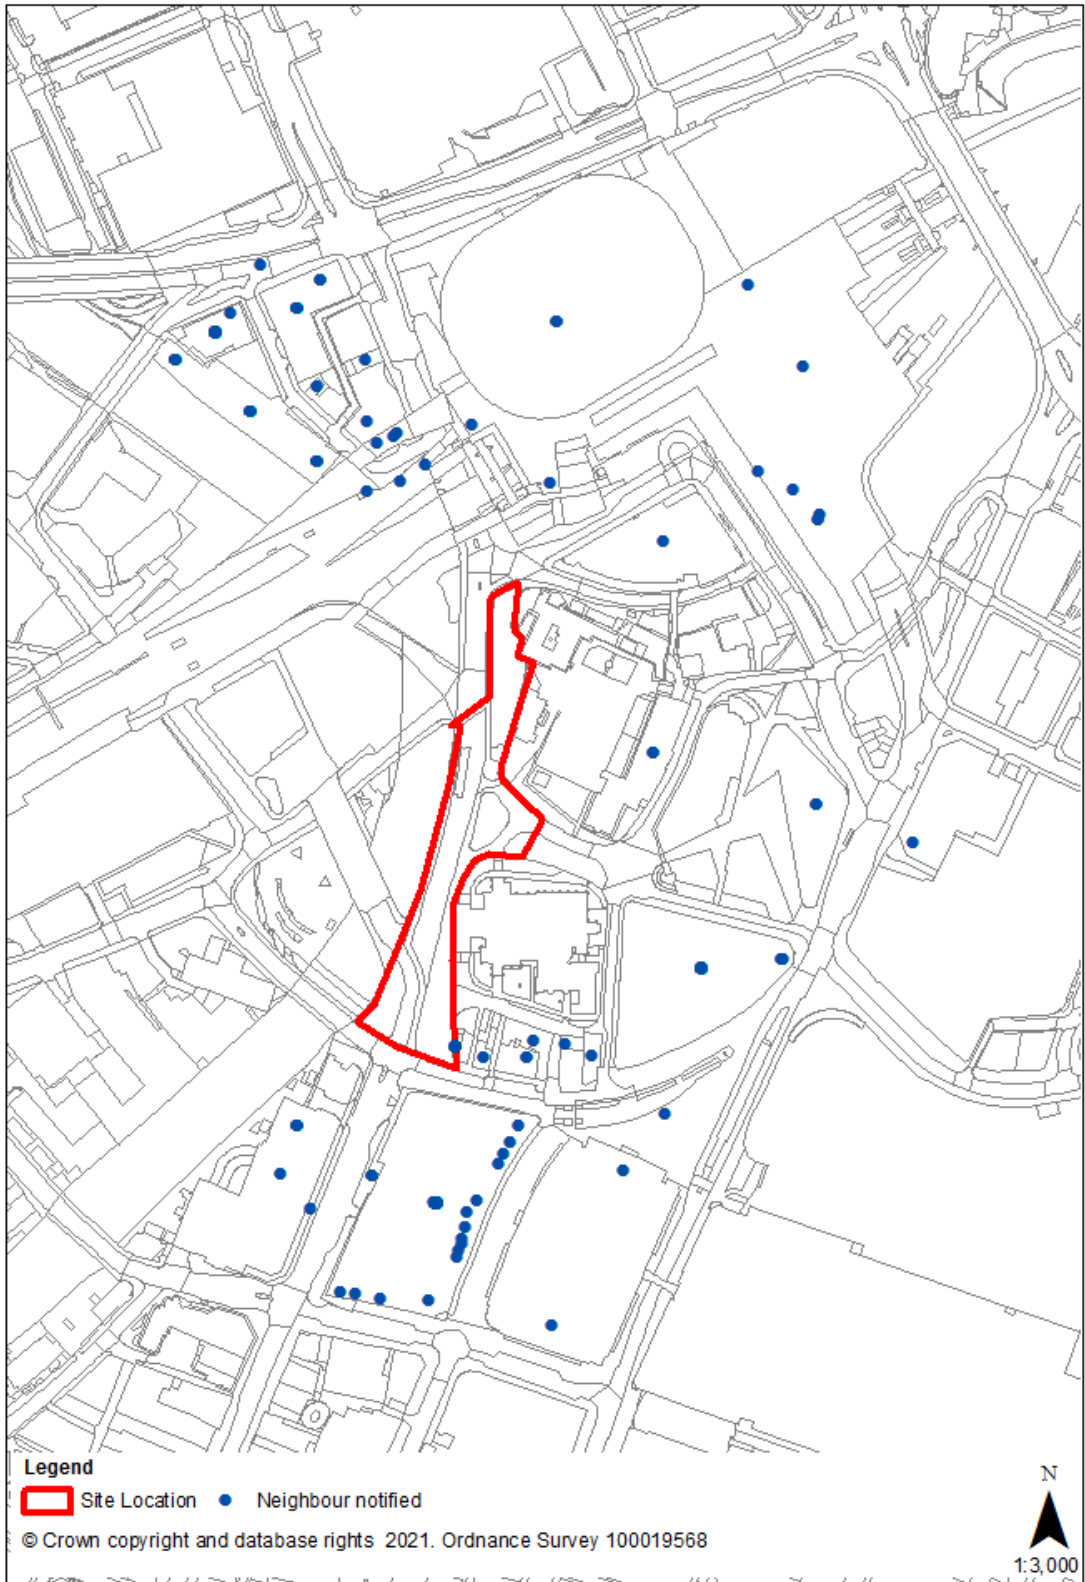 Legend
Site Location Neighbour notified
© Crown copyright and database rights 2021. Ordnance Survey 100019568
N
1:3,000